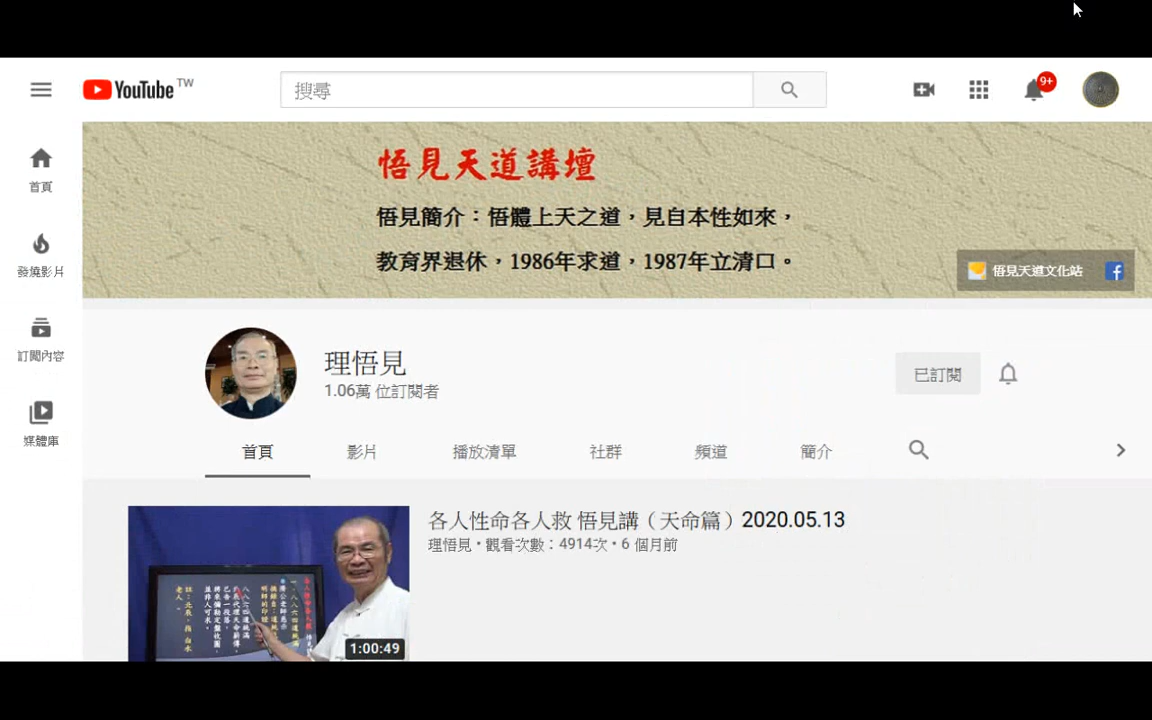 YouTube TW
搜尋
9+
首頁
發燒影片
訂閱內容
媒體庫
悟見天道講壇
悟見簡介：悟體上天之道，見自本性如來，
教育界退休，1986年求道，1987年立清口。
悟見天道文化站
理悟見
1.06萬 位訂閱者
已訂閱
首頁 影片 播放清單 社群 頻道 簡介
各人性命各人救 悟見講（天命篇）2020.05.13
理悟見 • 觀看次數：4914次 • 6 個月前
1:00:49